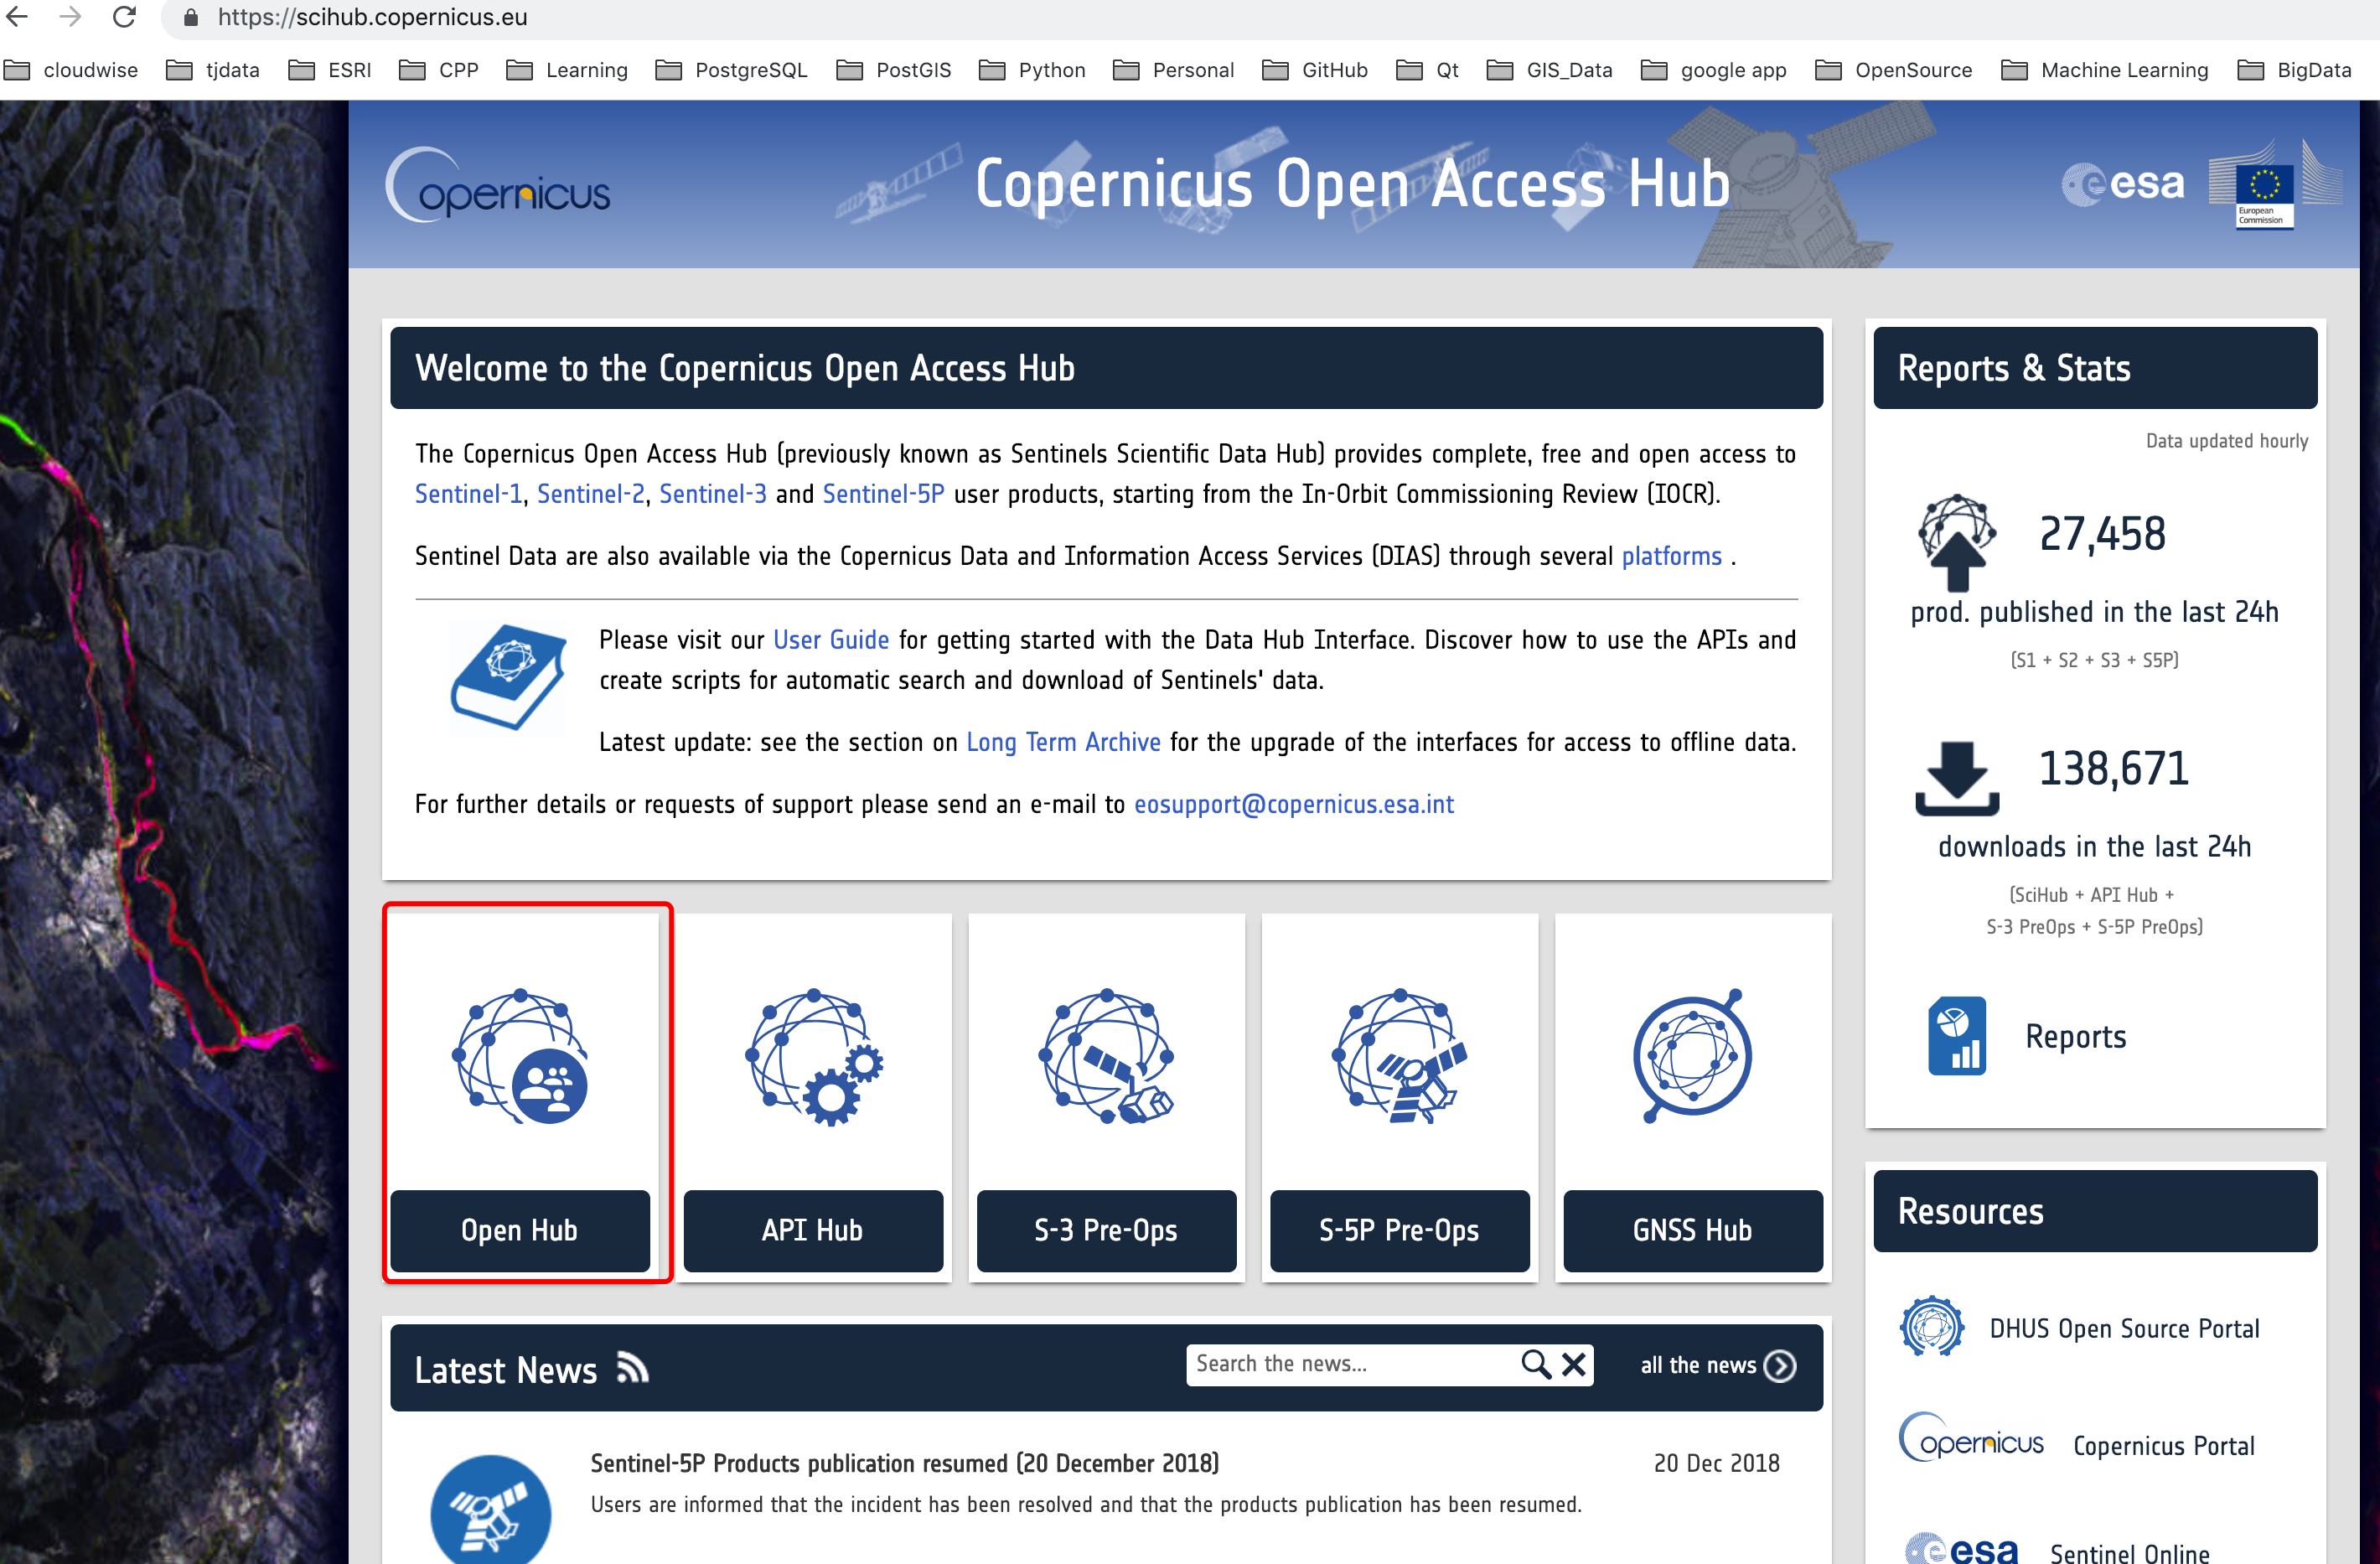 https://scihub.copernicus.eu
cloudwise tjdata ESRI CPP Learning PostgreSQL PostGIS Python Personal GitHub Qt GIS_Data google app OpenSource Machine Learning BigData
opernicus
Copernicus Open Access Hub
esa
European
Commission
Welcome to the Copernicus Open Access Hub
The Copernicus Open Access Hub (previously known as Sentinels Scientific Data Hub) provides complete, free and open access to
Sentinel-1, Sentinel-2, Sentinel-3 and Sentinel-5P user products, starting from the In-Orbit Commissioning Review (IOCR).
Sentinel Data are also available via the Copernicus Data and Information Access Services (DIAS) through several platforms .
Please visit our User Guide for getting started with the Data Hub Interface. Discover how to use the APIs and
create scripts for automatic search and download of Sentinels' data.
Latest update: see the section on Long Term Archive for the upgrade of the interfaces for access to offline data.
For further details or requests of support please send an e-mail to eosupport@copernicus.esa.int
Open Hub
API Hub
S-3 Pre-Ops
S-5P Pre-Ops
GNSS Hub
Latest News
Search the news...
all the news
Sentinel-5P Products publication resumed (20 December 2018)
20 Dec 2018
Users are informed that the incident has been resolved and that the products publication has been resumed.
Reports & Stats
Data updated hourly
27,458
prod. published in the last 24h
(S1 + S2 + S3 + S5P)
138,671
downloads in the last 24h
(SciHub + API Hub +
S-3 PreOps + S-5P PreOps)
Reports
Resources
DHUS Open Source Portal
opernicus
Copernicus Portal
esa
Sentinel Online